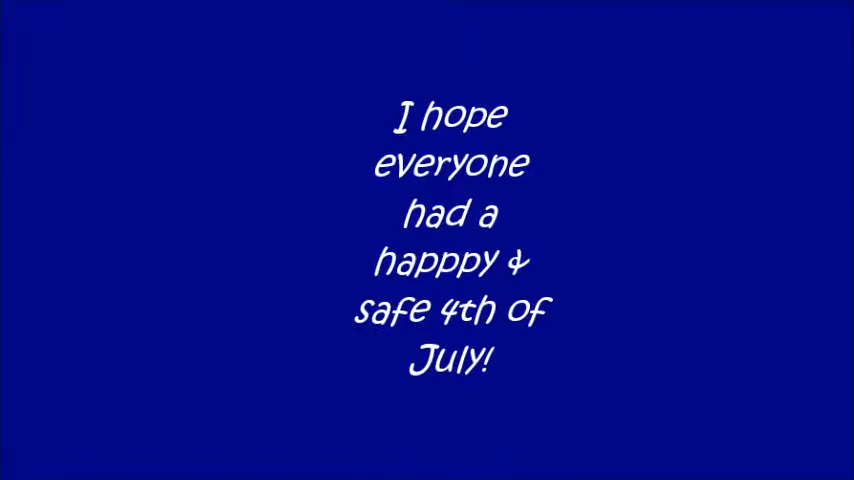 I hope
everyone
had a
happpy &
safe 4th of
July!